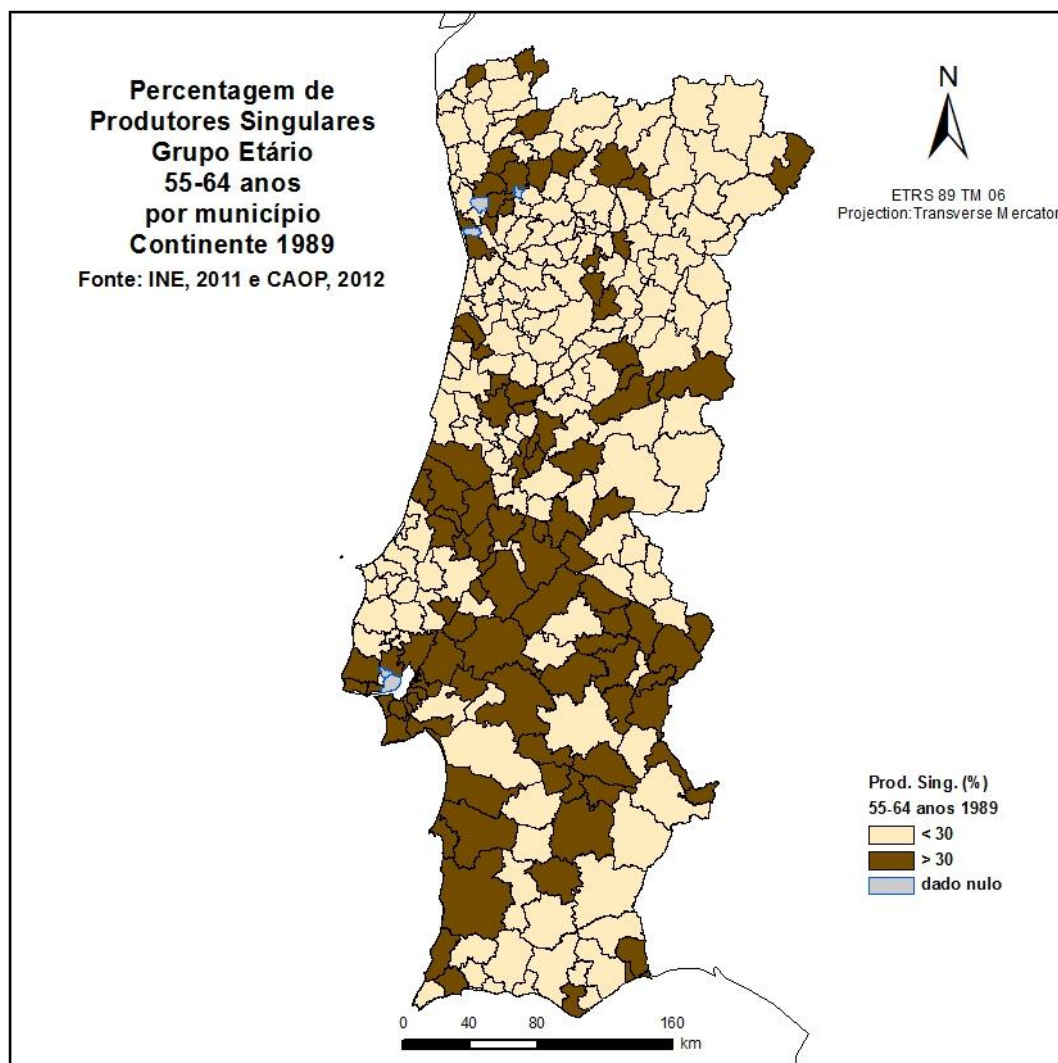 Percentagem de
Produtores Singulares
Grupo Etário
55-64 anos
por município
Continente 1989
Fonte: INE, 2011 e CAOP, 2012
N
ETRS 89 TM 06
Projection:Transverse Mercator
Prod. Sing. (%)
55-64 anos 1989
< 30
> 30
dado nulo
0 40 80 160
km